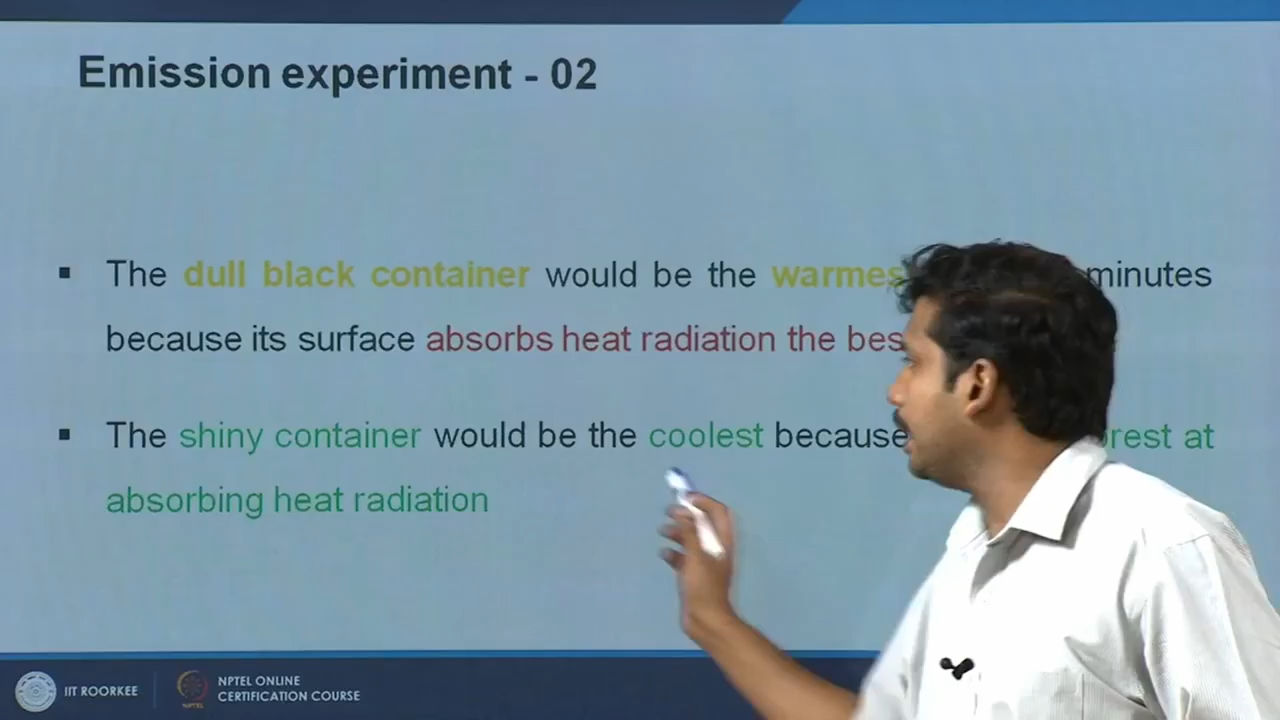 Emission experiment - 02
▪ The dull black container would be the warmes minutes
because its surface absorbs heat radiation the bes
▪ The shiny container would be the coolest because rest at
absorbing heat radiation
IIT ROORKEE
NPTEL ONLINE
CERTIFICATION COURSE
NPTEL